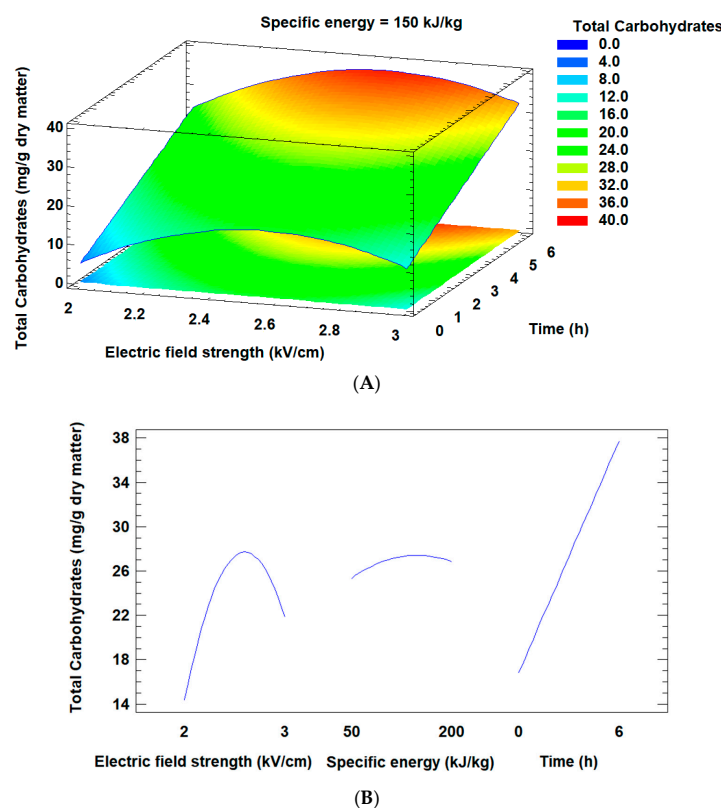 Specific energy = 150 kJ/kg
Total Carbohydrates
0.0
4.0
8.0
12.0
16.0
20.0
24.0
28.0
32.0
36.0
40.0
Total Carbohydrates (mg/g dry matter)
40
30
20
10
0
2 2.2 2.4 2.6 2.8 3
Electric field strength (kV/cm)
0 1 2 3 4 5 6
Time (h)
(A)
Total Carbohydrates (mg/g dry matter)
38
34
30
26
22
18
14
2 3 50 200 0 6
Electric field strength (kV/cm) Specific energy (kJ/kg) Time (h)
(B)